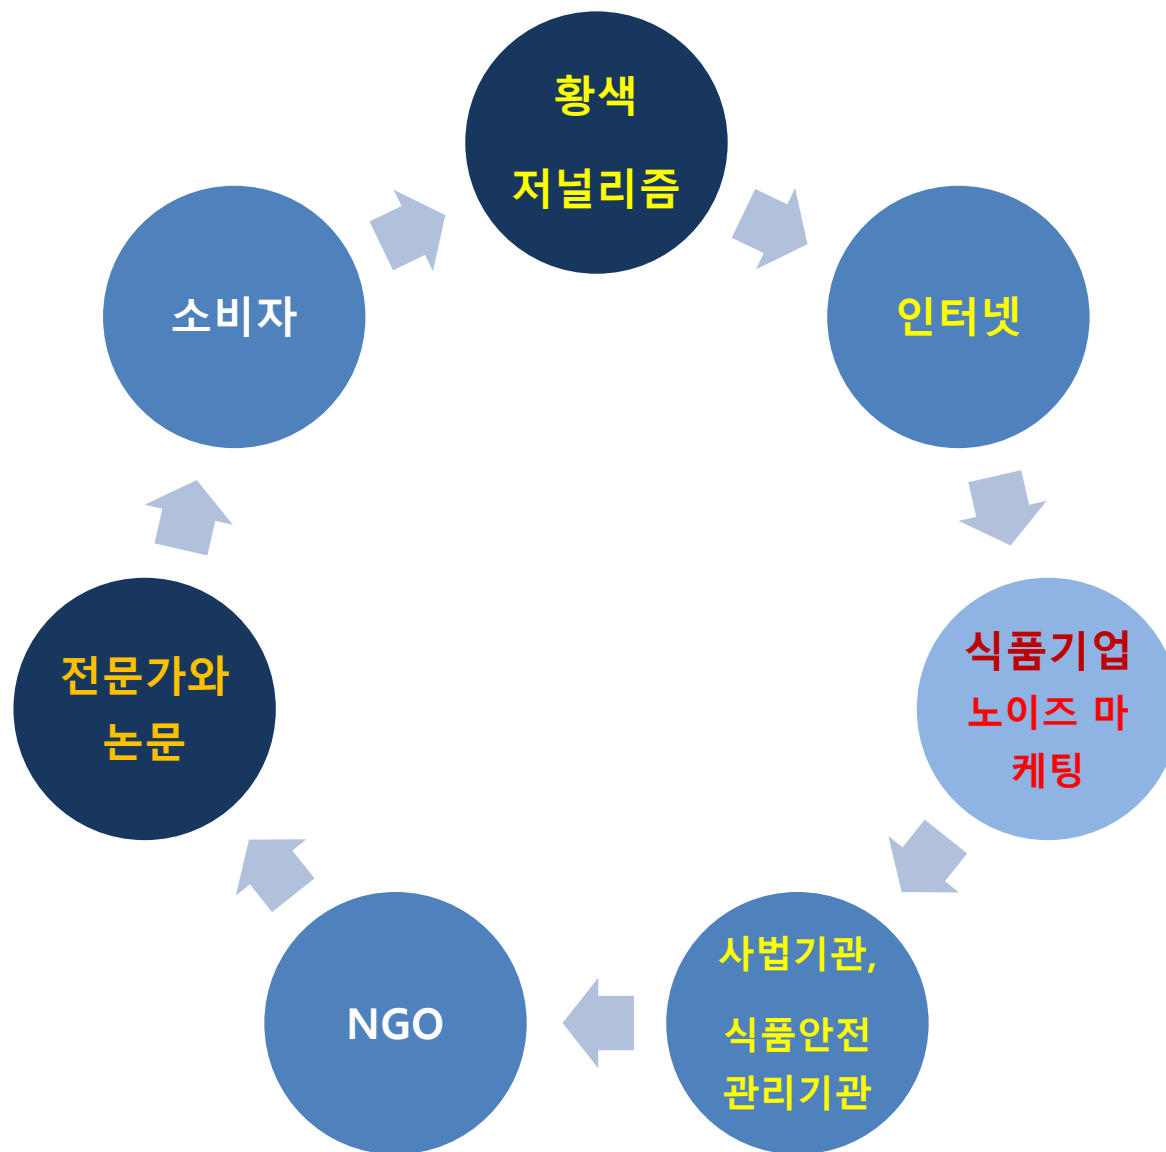 황색
저널리즘
인터넷
식품기업
노이즈 마
케팅
사법기관,
식품안전
관리기관
NGO
전문가와
논문
소비자